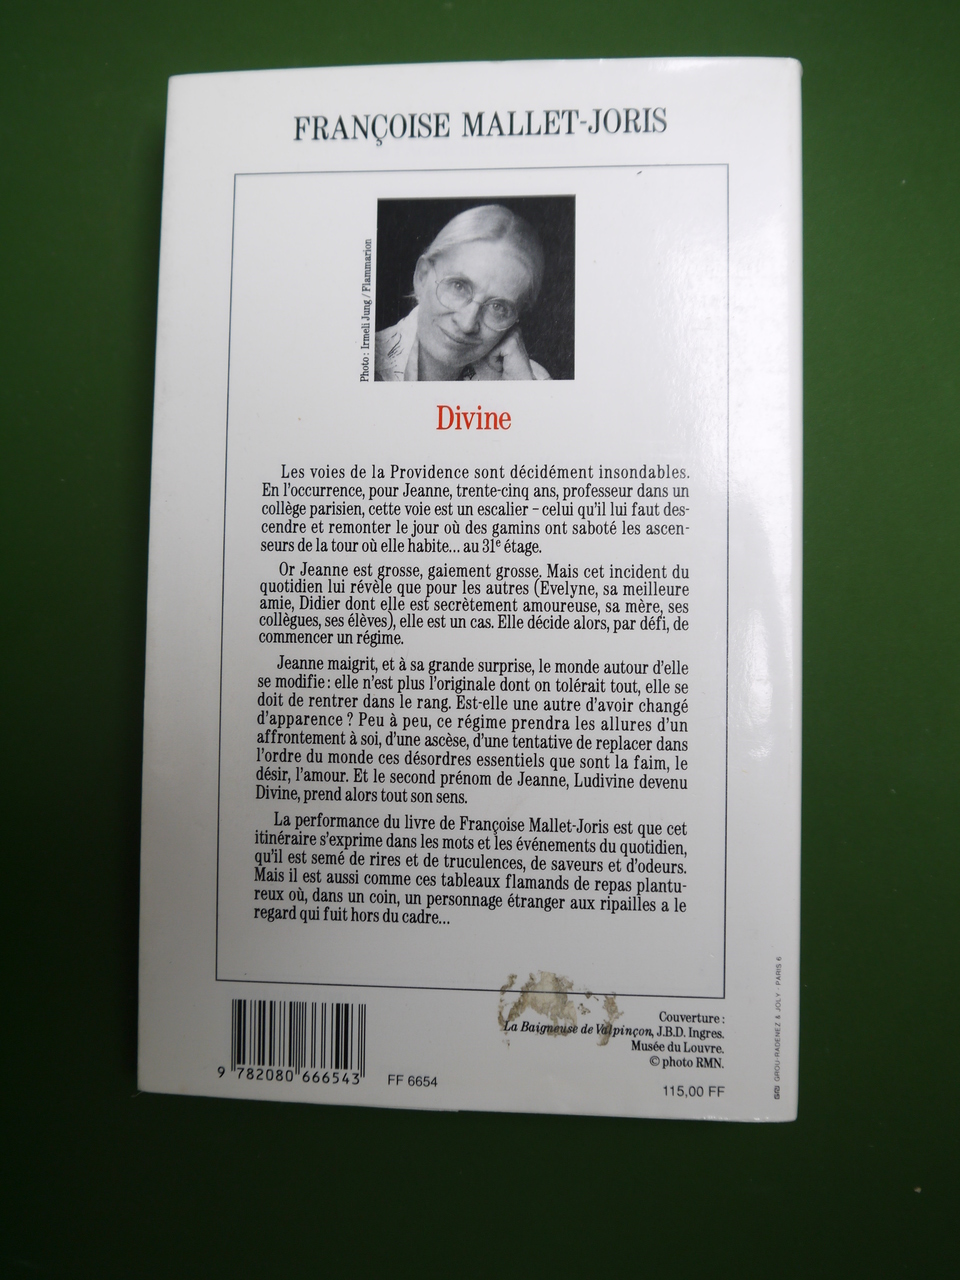 FRANÇOISE MALLET-JORIS
Photo : Irmeli Jung / Flammarion
Divine
Les voies de la Providence sont décidément insondables.
En l'occurrence, pour Jeanne, trente-cinq ans, professeur dans un
collège parisien, cette voie est un escalier – celui qu'il lui faut des-
cendre et remonter le jour où des gamins ont saboté les ascen-
seurs de la tour où elle habite... au 31e étage.
Or Jeanne est grosse, gaiement grosse. Mais cet incident du
quotidien lui révèle que pour les autres (Evelyne, sa meilleure
amie, Didier dont elle est secrètement amoureuse, sa mère, ses
collègues, ses élèves), elle est un cas. Elle décide alors, par défi, de
commencer un régime.
Jeanne maigrit, et à sa grande surprise, le monde autour d'elle
se modifie : elle n'est plus l'originale dont on tolérait tout, elle se
doit de rentrer dans le rang. Est-elle une autre d'avoir changé
d'apparence ? Peu à peu, ce régime prendra les allures d'un
affrontement à soi, d'une ascèse, d'une tentative de replacer dans
l'ordre du monde ces désordres essentiels que sont la faim, le
désir, l'amour. Et le second prénom de Jeanne, Ludivine devenu
Divine, prend alors tout son sens.
La performance du livre de Françoise Mallet-Joris est que cet
itinéraire s'exprime dans les mots et les événements du quotidien,
qu'il est semé de rires et de truculences, de saveurs et d'odeurs.
Mais il est aussi comme ces tableaux flamands de repas plantu-
reux où, dans un coin, un personnage étranger aux ripailles a le
regard qui fuit hors du cadre...
Couverture :
La Baigneuse de Valpinçon, J.B.D. Ingres.
Musée du Louvre.
© photo RMN.
9 782080 666543
FF 6654
115,00 FF
GRJ GROU-RADENEZ & JOLY - PARIS 6